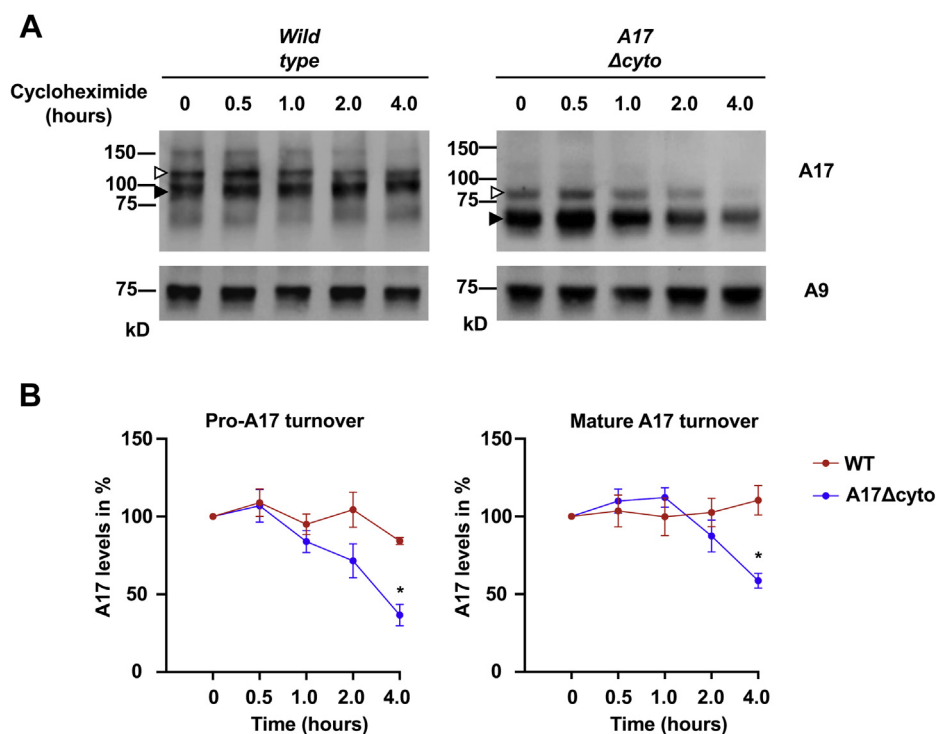 A
Wild
type
A17
Δcyto
Cycloheximide
(hours)
0 0.5 1.0 2.0 4.0
0 0.5 1.0 2.0 4.0
150
100
75
150
100
75
A17
75
75
A9
kD
kD
B
Pro-A17 turnover
Mature A17 turnover
A17 levels in %
150
100
50
0
0 0.5 1.0 2.0 4.0
Time (hours)
*
A17 levels in %
150
100
50
0
0 0.5 1.0 2.0 4.0
Time (hours)
*
WT
A17Δcyto